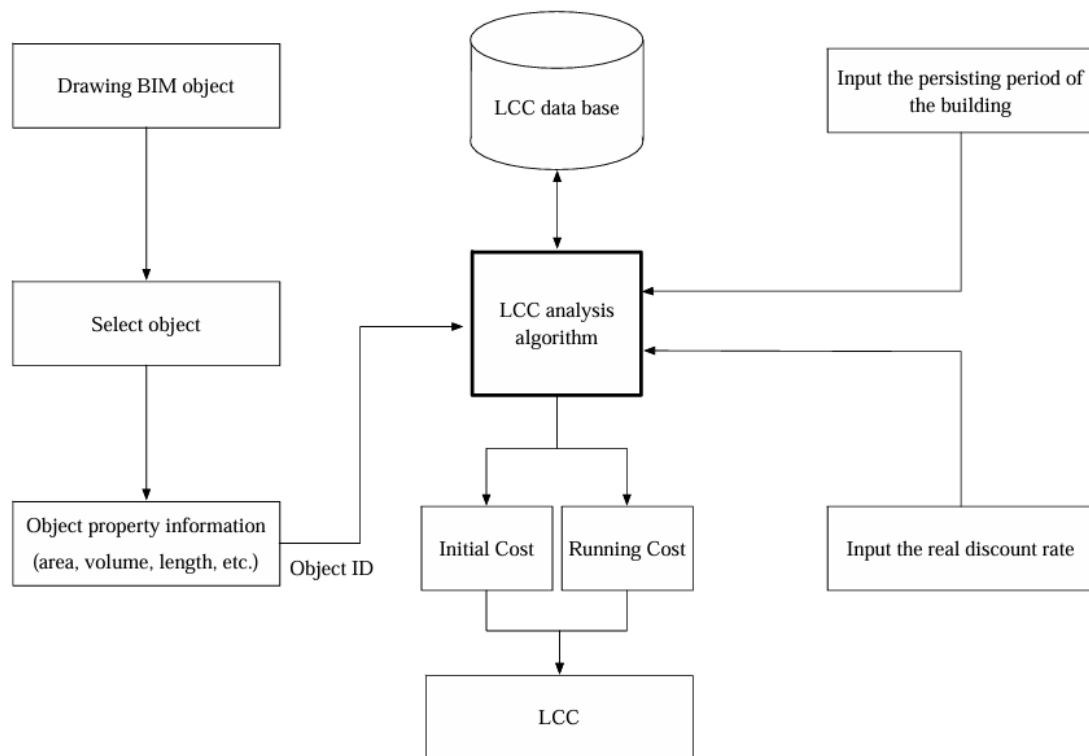 Drawing BIM object
LCC data base
Input the persisting period of
the building
Select object
LCC analysis
algorithm
Object property information
(area, volume, length, etc.)
Object ID
Initial Cost
Running Cost
Input the real discount rate
LCC